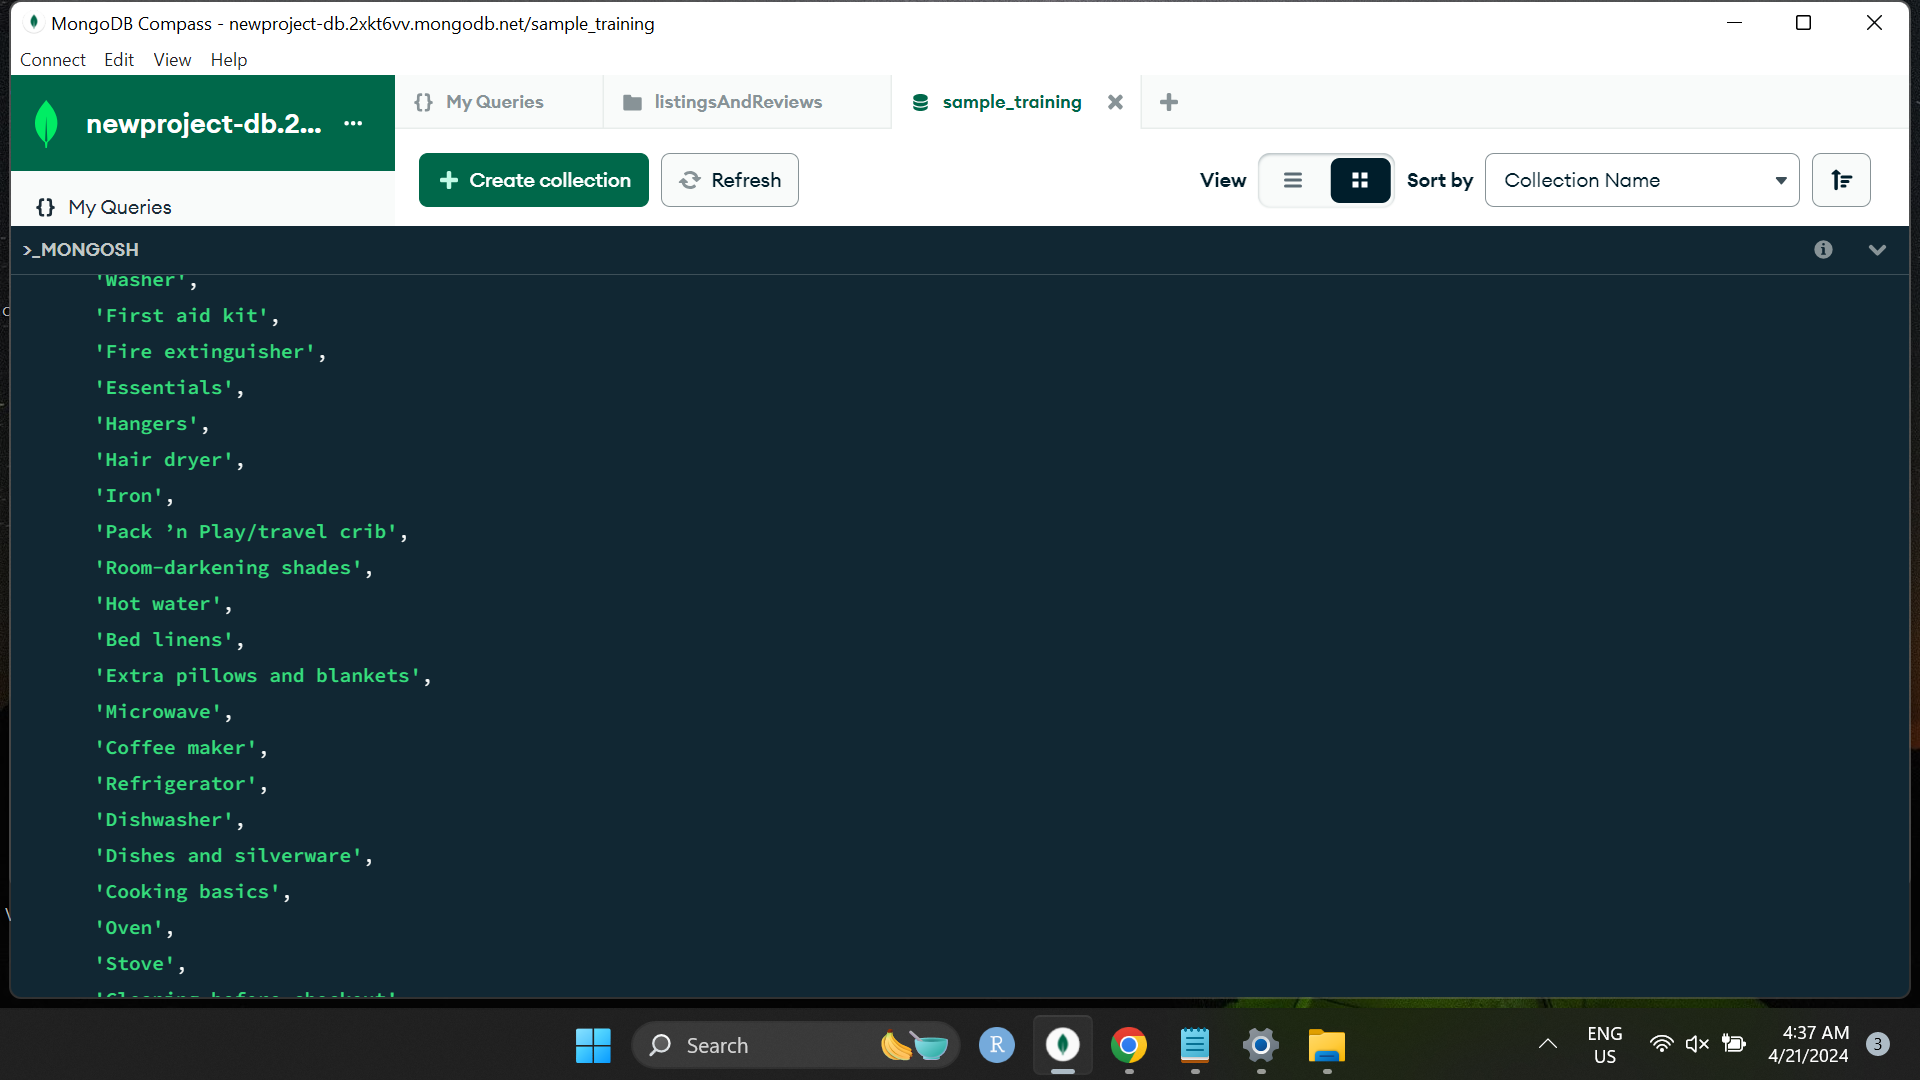 MongoDB Compass - newproject-db.2xkt6vv.mongodb.net/sample_training
Connect Edit View Help
newproject-db.2... ...
My Queries
listingsAndReviews
sample_training
Create collection
Refresh
View
Sort by
Collection Name
{} My Queries
>_MONGOSH
'Washer',
'First aid kit',
'Fire extinguisher',
'Essentials',
'Hangers',
'Hair dryer',
'Iron',
'Pack ’n Play/travel crib',
'Room-darkening shades',
'Hot water',
'Bed linens',
'Extra pillows and blankets',
'Microwave',
'Coffee maker',
'Refrigerator',
'Dishwasher',
'Dishes and silverware',
'Cooking basics',
'Oven',
'Stove',
'Cleaning before checkout'
Search
R
ENG
US
4:37 AM
4/21/2024
3